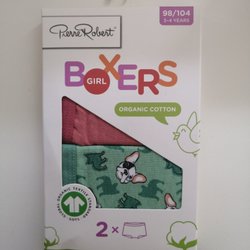 Pierre Robert
98/104
3-4 YEARS
BOXERS
GIRL
ORGANIC COTTON
2 ×